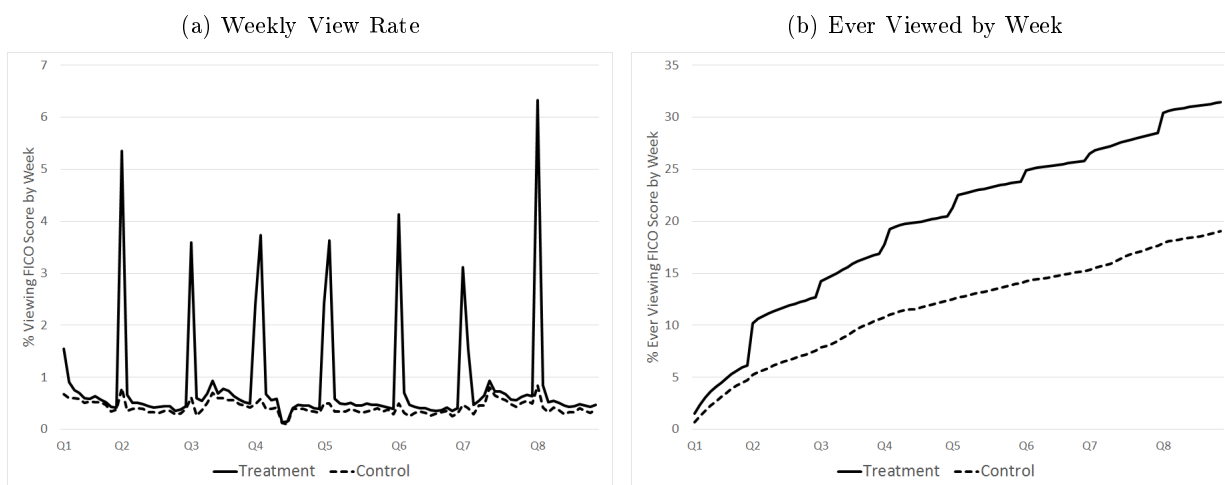 (a) Weekly View Rate
% Viewing FICO Score by Week
7
6
5
4
3
2
1
0
Q1 Q2 Q3 Q4 Q5 Q6 Q7 Q8
Treatment Control
(b) Ever Viewed by Week
% Ever Viewing FICO Score by Week
35
30
25
20
15
10
5
0
Q1 Q2 Q3 Q4 Q5 Q6 Q7 Q8
Treatment Control